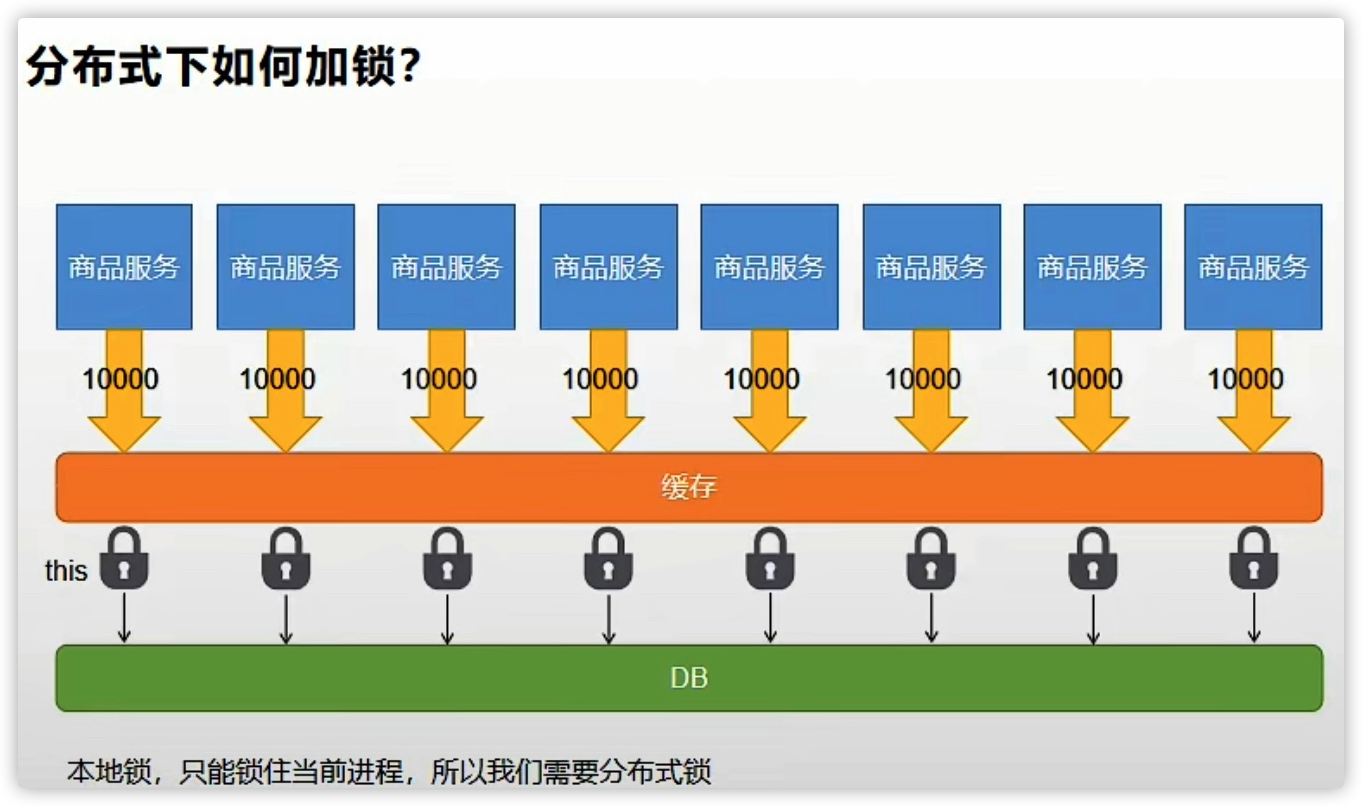 分布式下如何加锁？
商品服务 商品服务 商品服务 商品服务 商品服务 商品服务 商品服务 商品服务
10000 10000 10000 10000 10000 10000 10000 10000
缓存
this
DB
本地锁，只能锁住当前进程，所以我们需要分布式锁